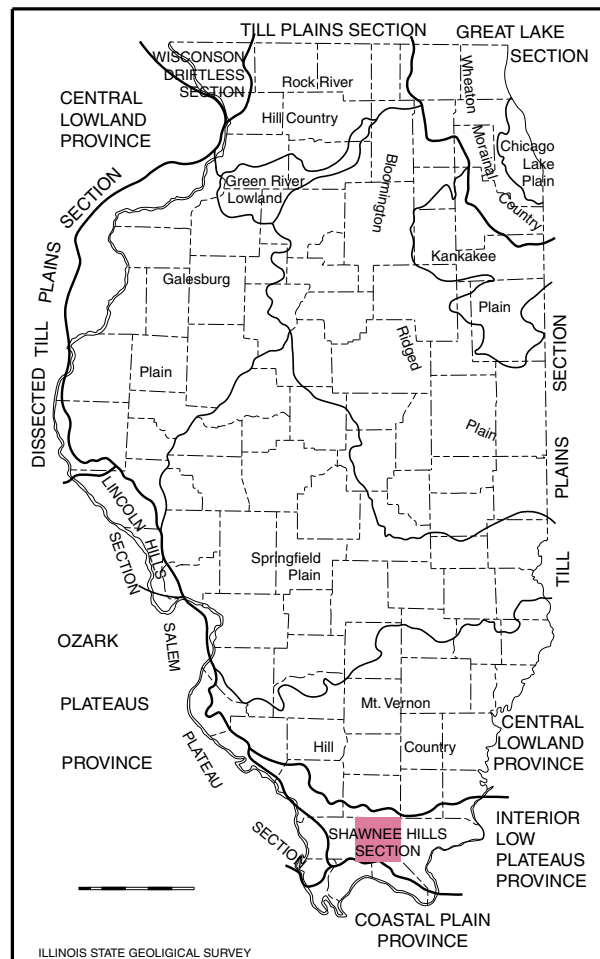 TILL PLAINS SECTION
GREAT LAKE
SECTION
WISCONSON
DRIFTLESS
SECTION
CENTRAL
LOWLAND
PROVINCE
Rock River
Hill Country
Wheaton
Morainal
Country
Chicago
Lake
Plain
Green River
Lowland
Bloomington
Ridged
Plain
Kankakee
Plain
Galesburg
Plain
DISSECTED TILL PLAINS SECTION
TILL PLAINS SECTION
LINCOLN HILLS
SECTION
Springfield
Plain
OZARK
PLATEAUS
PROVINCE
SALEM
PLATEAU
SECTION
Mt. Vernon
Hill Country
CENTRAL
LOWLAND
PROVINCE
SHAWNEE HILLS
SECTION
INTERIOR
LOW
PLATEAUS
PROVINCE
COASTAL PLAIN
PROVINCE
ILLINOIS STATE GEOLIGICAL SURVEY